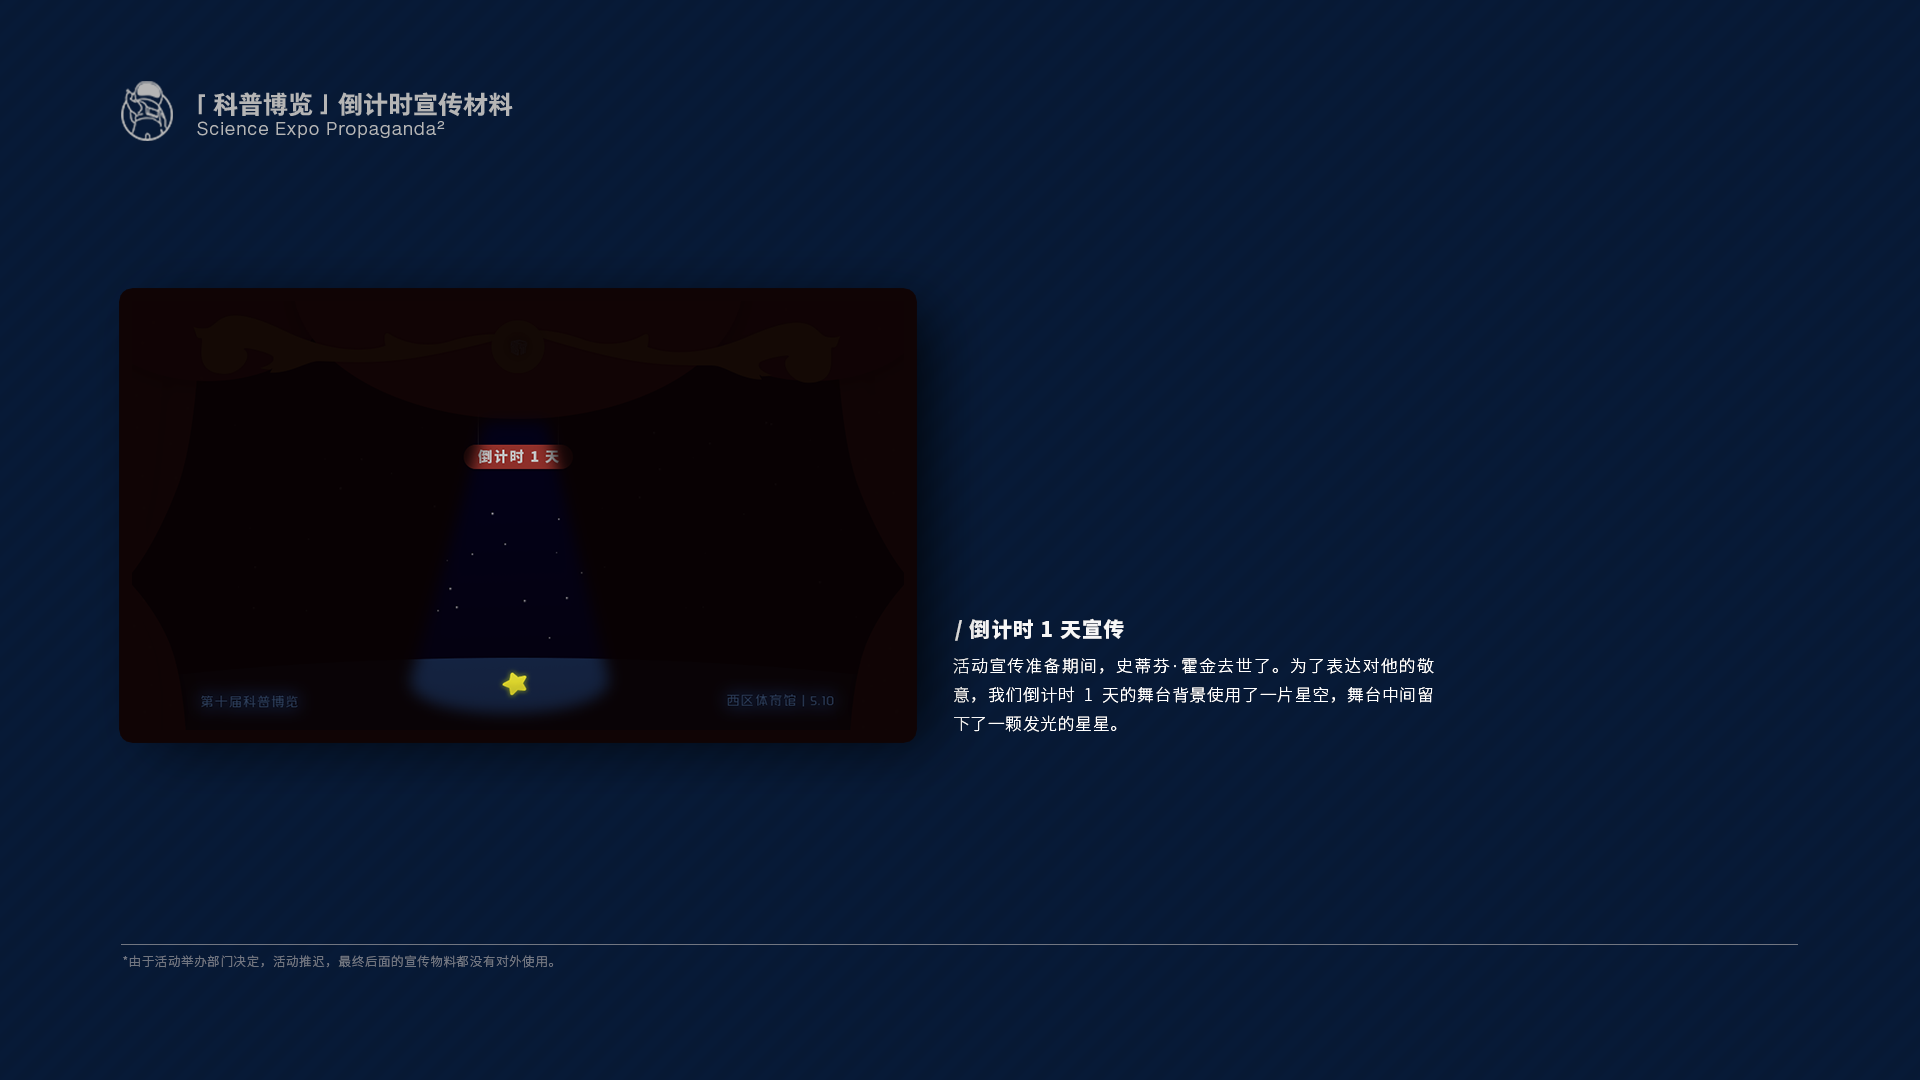 「科普博览」倒计时宣传材料
Science Expo Propaganda²
倒计时 1 天
第十届科普博览
西区体育馆 | 5.10
/ 倒计时 1 天宣传
活动宣传准备期间，史蒂芬·霍金去世了。为了表达对他的敬
意，我们倒计时 1 天的舞台背景使用了一片星空，舞台中间留
下了一颗发光的星星。
*由于活动举办部门决定，活动推迟，最终后面的宣传物料都没有对外使用。